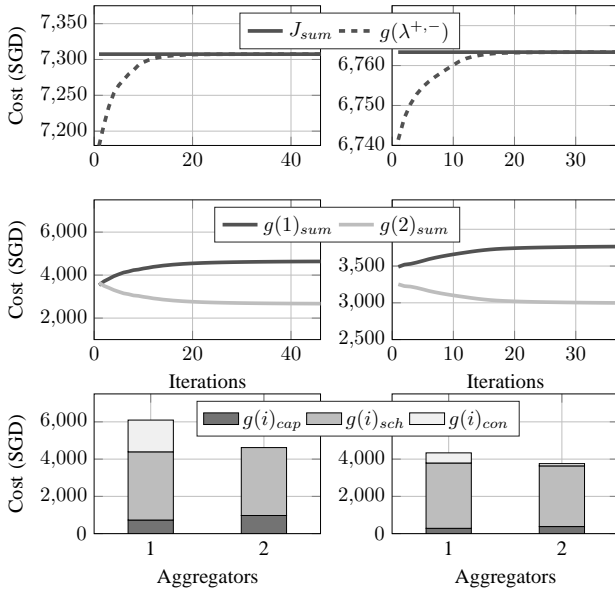 J_sum g(λ^+,−)
Cost (SGD)
7,350
7,300
7,250
7,200
0 20 40
6,760
6,750
6,740
0 10 20 30
g(1)_sum g(2)_sum
Cost (SGD)
6,000
4,000
2,000
0 20 40
Iterations
3,500
3,000
2,500
0 10 20 30
Iterations
g(i)_cap g(i)_sch g(i)_con
Cost (SGD)
6,000
4,000
2,000
0
1 2
Aggregators
4,000
2,000
0
1 2
Aggregators